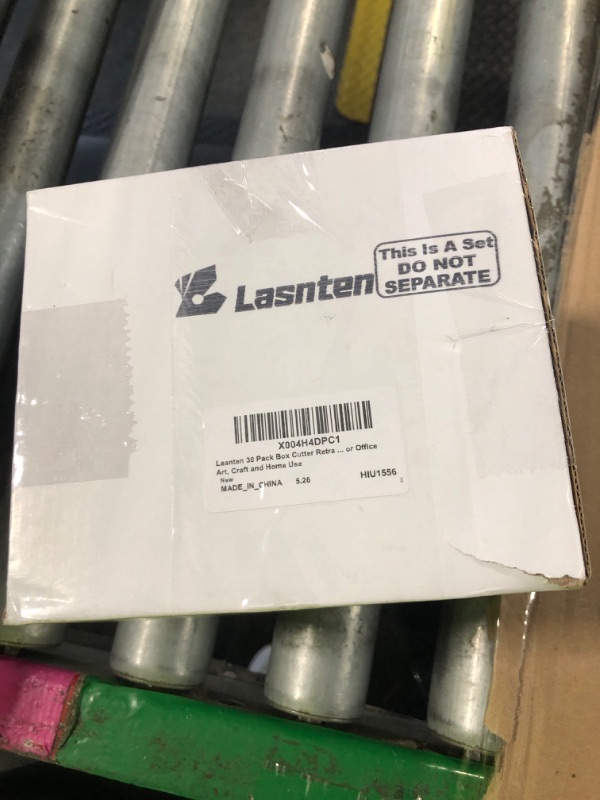 Lasnten
This Is A Set
DO NOT
SEPARATE
X004H4DPC1
Lasnten 30 Pack Box Cutter Retra ... or Office
Art, Craft and Home Use
New
MADE_IN_CHINA 5.26 HIU1556